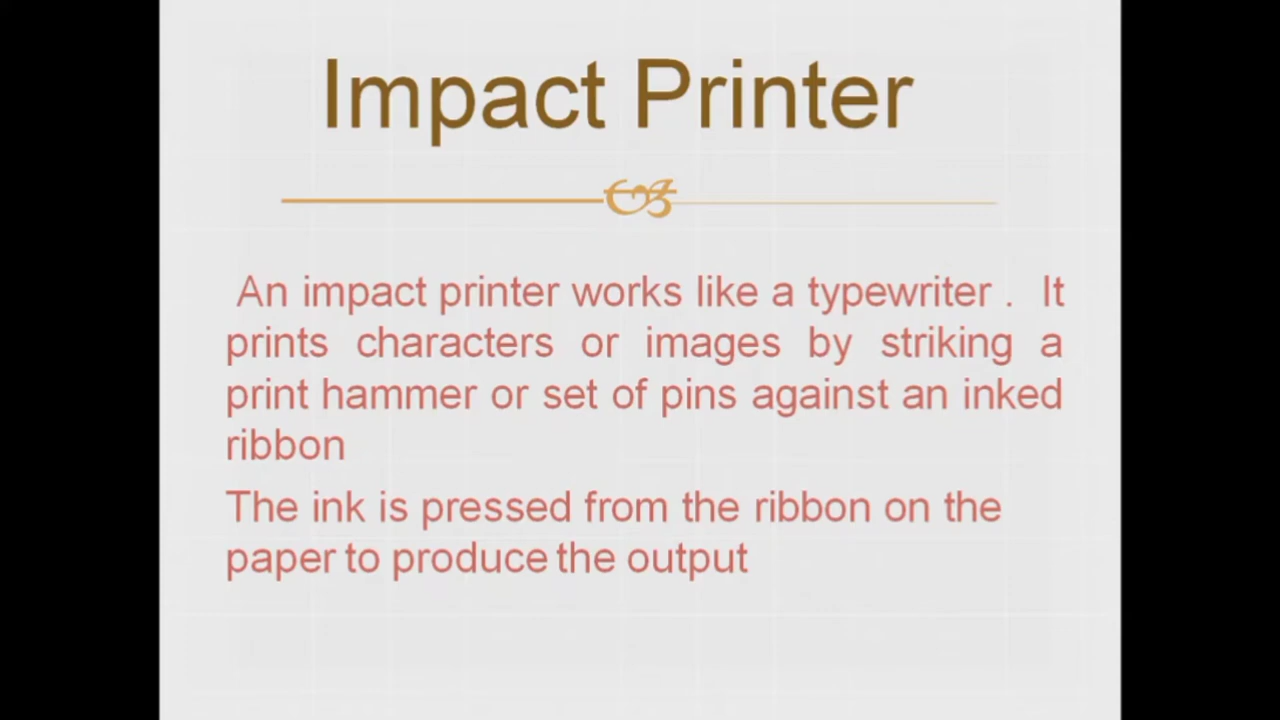 Impact Printer
An impact printer works like a typewriter . It
prints characters or images by striking a
print hammer or set of pins against an inked
ribbon
The ink is pressed from the ribbon on the
paper to produce the output